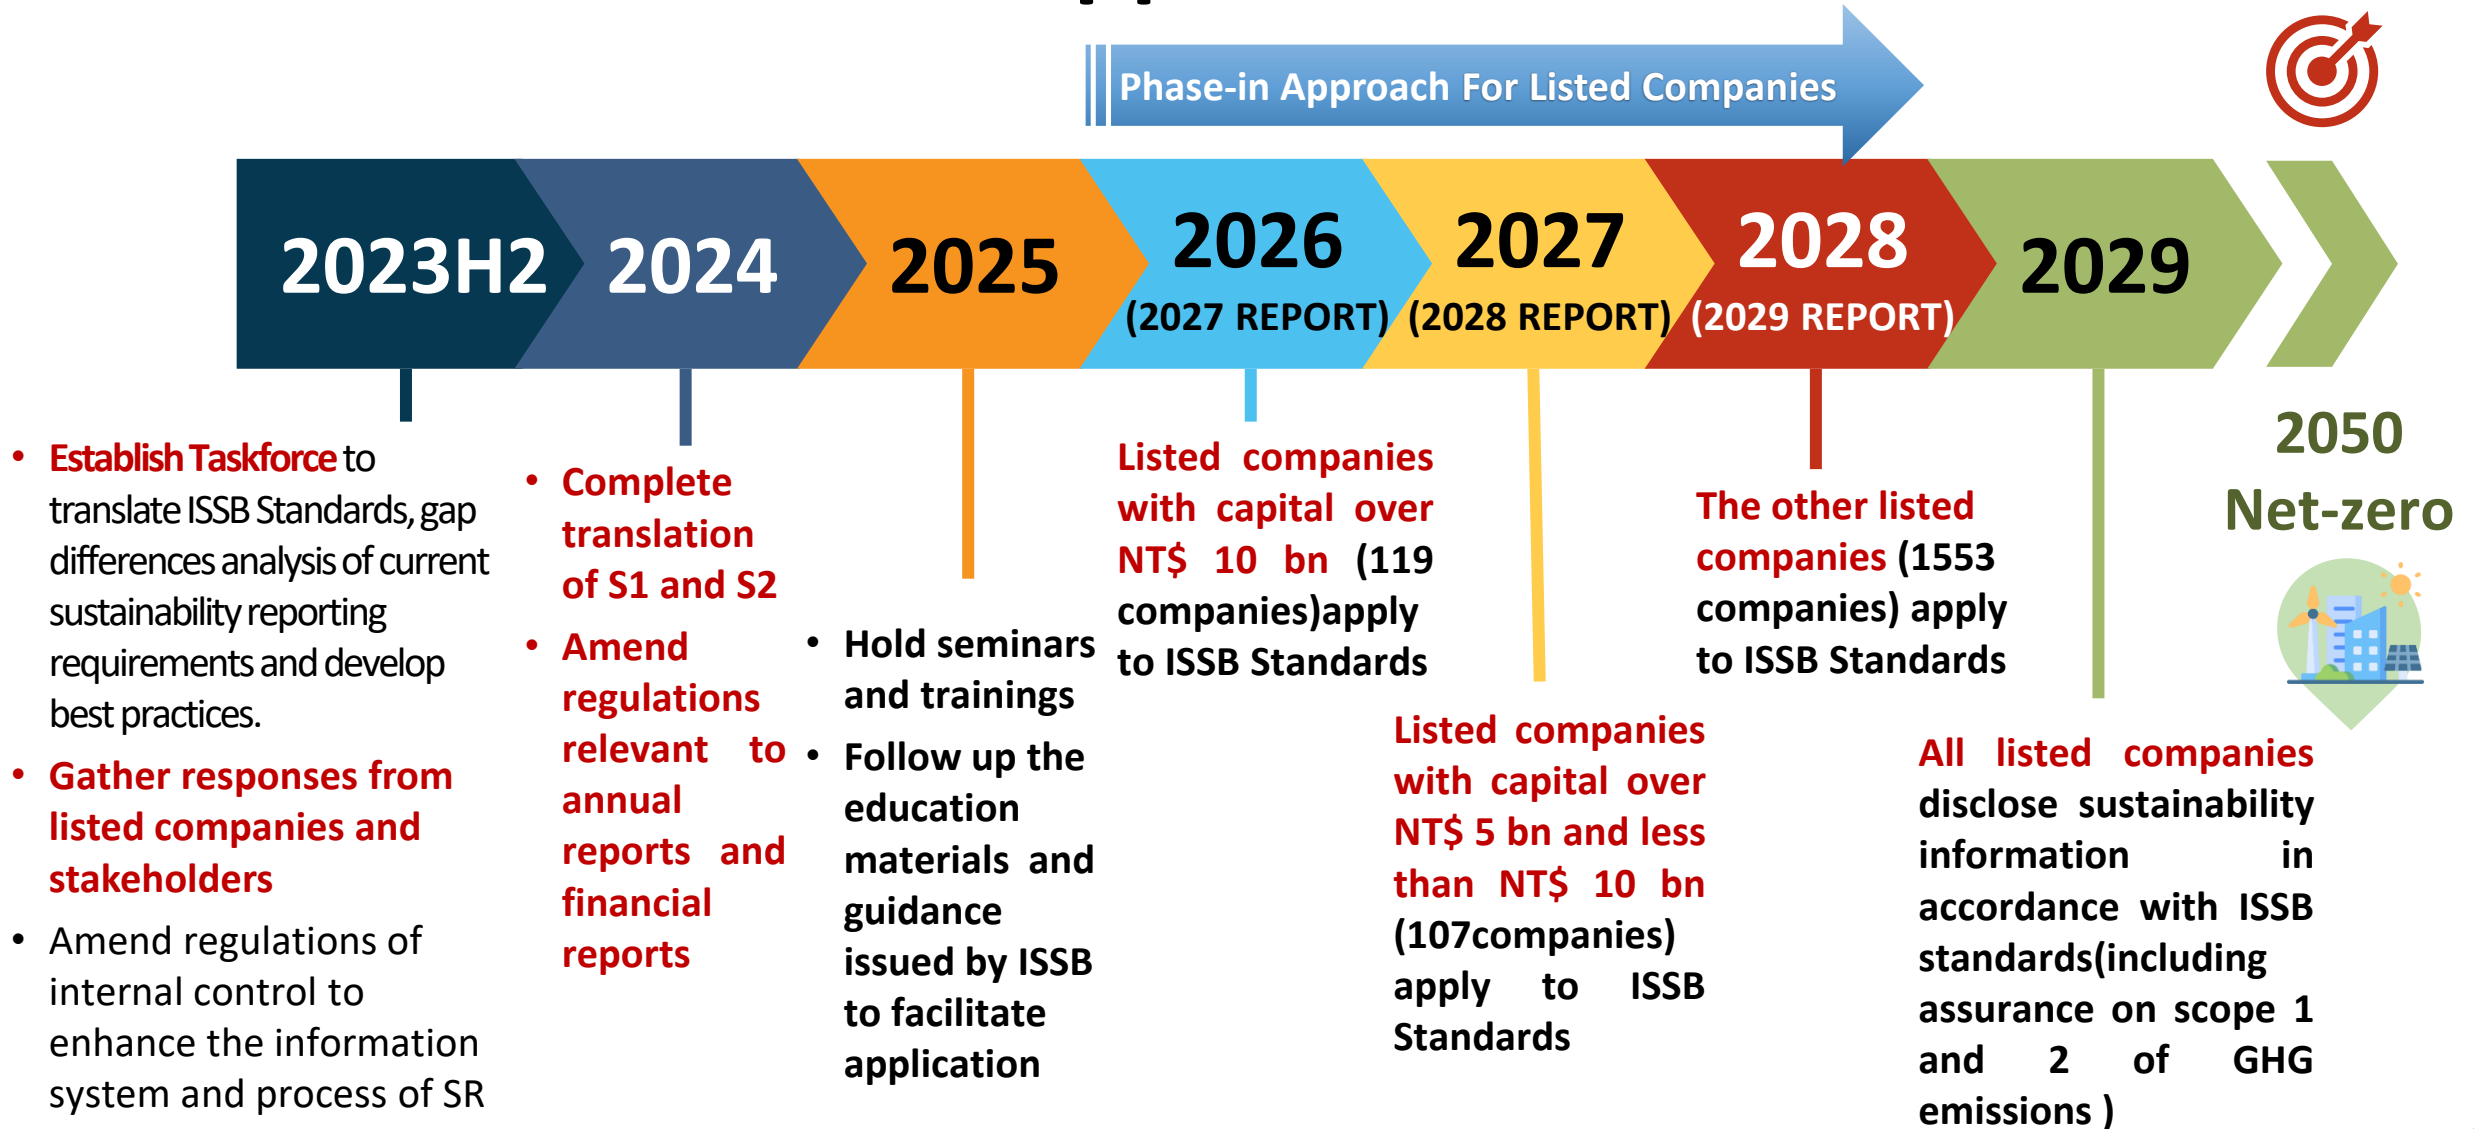 Phase-in Approach For Listed Companies
2023H2
2024
2025
2026
(2027 REPORT)
2027
(2028 REPORT)
2028
(2029 REPORT)
2029
• Establish Taskforce to
translate ISSB Standards, gap
differences analysis of current
sustainability reporting
requirements and develop
best practices.
• Gather responses from
listed companies and
stakeholders
• Amend regulations of
internal control to
enhance the information
system and process of SR
• Complete
translation
of S1 and S2
• Amend
regulations
relevant to
annual
reports and
financial
reports
• Hold seminars
and trainings
• Follow up the
education
materials and
guidance
issued by ISSB
to facilitate
application
Listed companies
with capital over
NT$ 10 bn (119
companies)apply
to ISSB Standards
Listed companies
with capital over
NT$ 5 bn and less
than NT$ 10 bn
(107companies)
apply to ISSB
Standards
The other listed
companies (1553
companies) apply
to ISSB Standards
All listed companies
disclose sustainability
information in
accordance with ISSB
standards(including
assurance on scope 1
and 2 of GHG
emissions )
2050
Net-zero